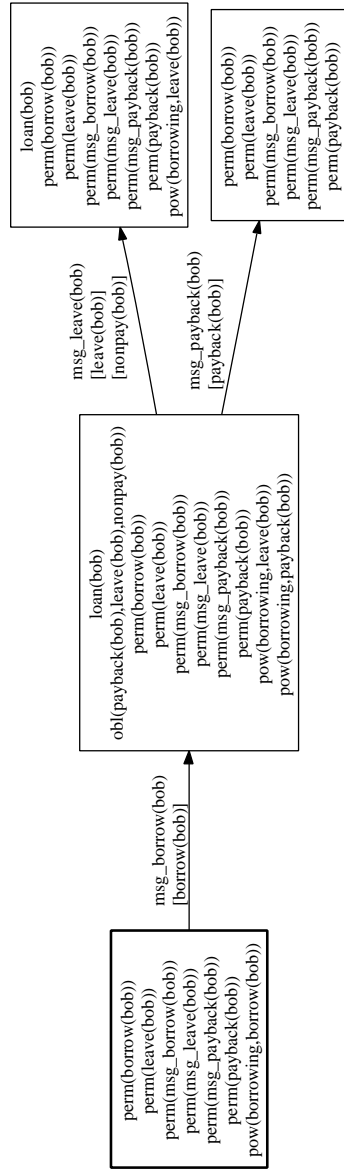 perm(borrow(bob))
perm(leave(bob))
perm(msg_borrow(bob))
perm(msg_leave(bob))
perm(msg_payback(bob))
perm(payback(bob))
pow(borrowing,borrow(bob))
msg_borrow(bob)
[borrow(bob)]
loan(bob)
obl(payback(bob),leave(bob),nonpay(bob))
perm(borrow(bob))
perm(leave(bob))
perm(msg_borrow(bob))
perm(msg_leave(bob))
perm(msg_payback(bob))
perm(payback(bob))
pow(borrowing,leave(bob))
pow(borrowing,payback(bob))
msg_leave(bob)
[leave(bob)]
[nonpay(bob)]
loan(bob)
perm(borrow(bob))
perm(leave(bob))
perm(msg_borrow(bob))
perm(msg_leave(bob))
perm(msg_payback(bob))
perm(payback(bob))
pow(borrowing,leave(bob))
msg_payback(bob)
[payback(bob)]
perm(borrow(bob))
perm(leave(bob))
perm(msg_borrow(bob))
perm(msg_leave(bob))
perm(msg_payback(bob))
perm(payback(bob))